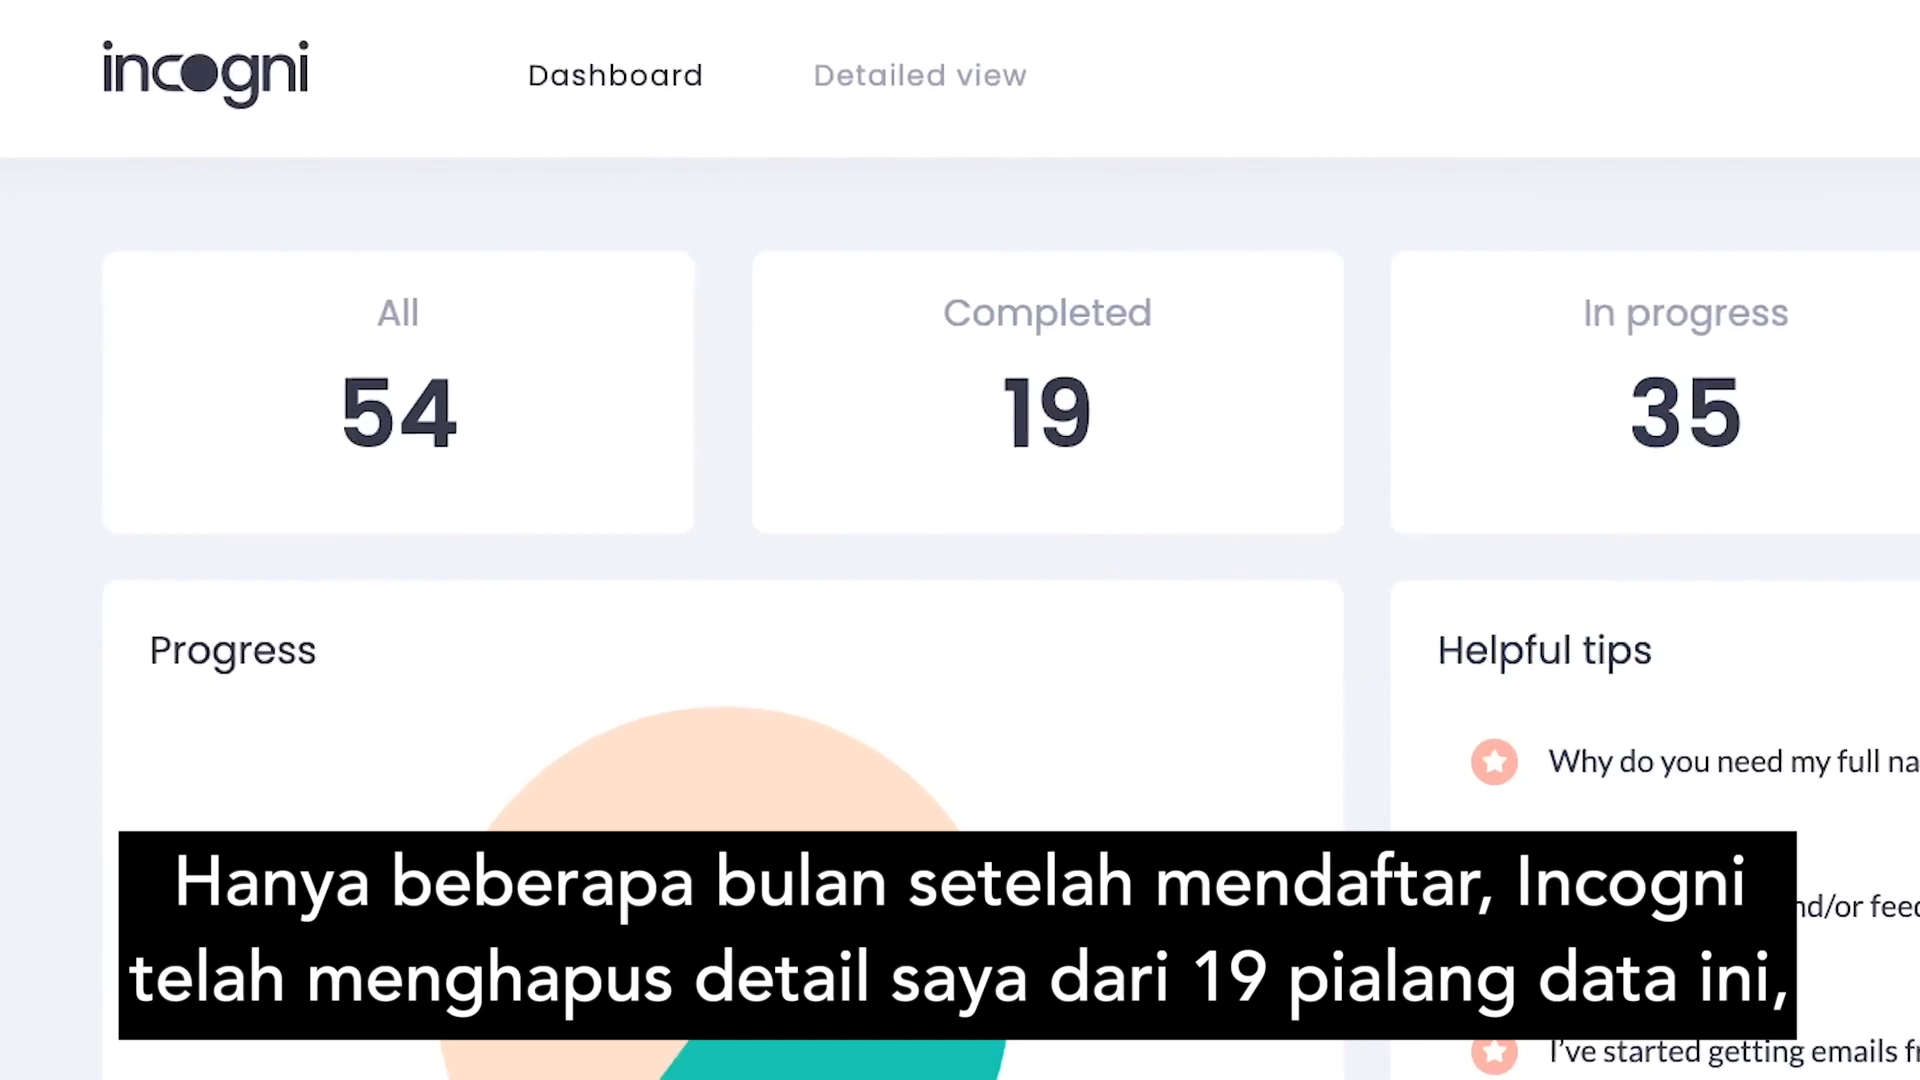 incogni
Dashboard
Detailed view
All
Completed
In progress
54
19
35
Progress
Helpful tips
Why do you need my full na
nd/or feed
I've started getting emails fr
Hanya beberapa bulan setelah mendaftar, Incogni
telah menghapus detail saya dari 19 pialang data ini,